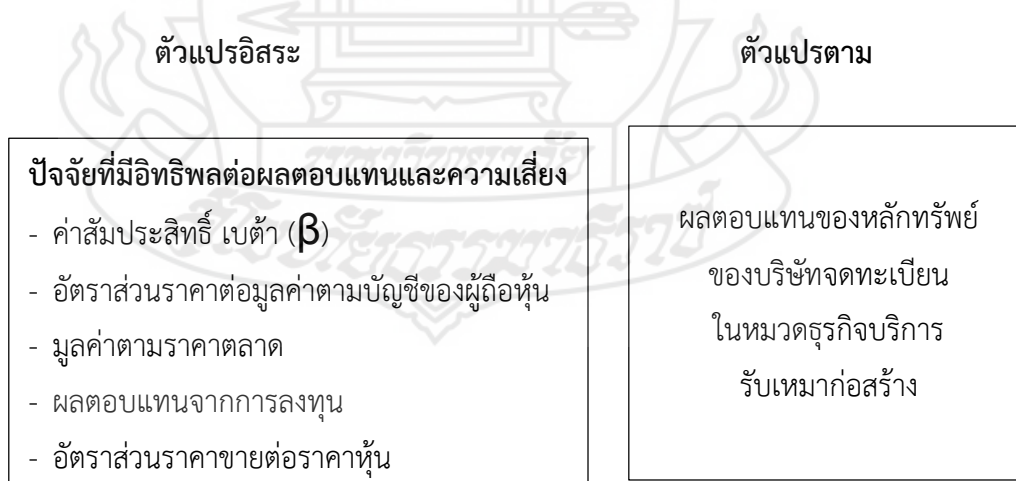 ตัวแปรอิสระ
ตัวแปรตาม
ปัจจัยที่มีอิทธิพลต่อผลตอบแทนและความเสี่ยง
- ค่าสัมประสิทธิ์ เบต้า (β)
- อัตราส่วนราคาต่อมูลค่าตามบัญชีของผู้ถือหุ้น
- มูลค่าตามราคาตลาด
- ผลตอบแทนจากการลงทุน
- อัตราส่วนราคาขายต่อราคาหุ้น
ผลตอบแทนของหลักทรัพย์
ของบริษัทจดทะเบียน
ในหมวดธุรกิจบริการ
รับเหมาก่อสร้าง